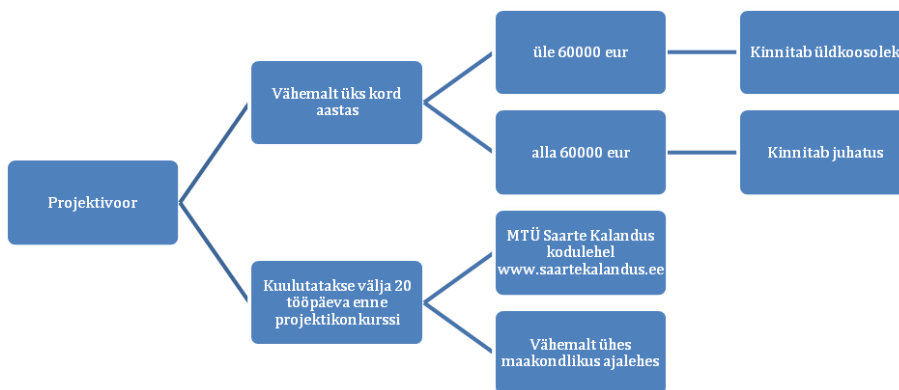 Projektivoor
Vähemalt üks kord
aastas
üle 60000 eur
Kinnitab üldkoosolek
alla 60000 eur
Kinnitab juhatus
Kuulutatakse välja 20
tööpäeva enne
projektikonkurssi
MTÜ Saarte Kalandus
kodulehel
www.saartekalandus.ee
Vähemalt ühes
maakondlikus ajalehes